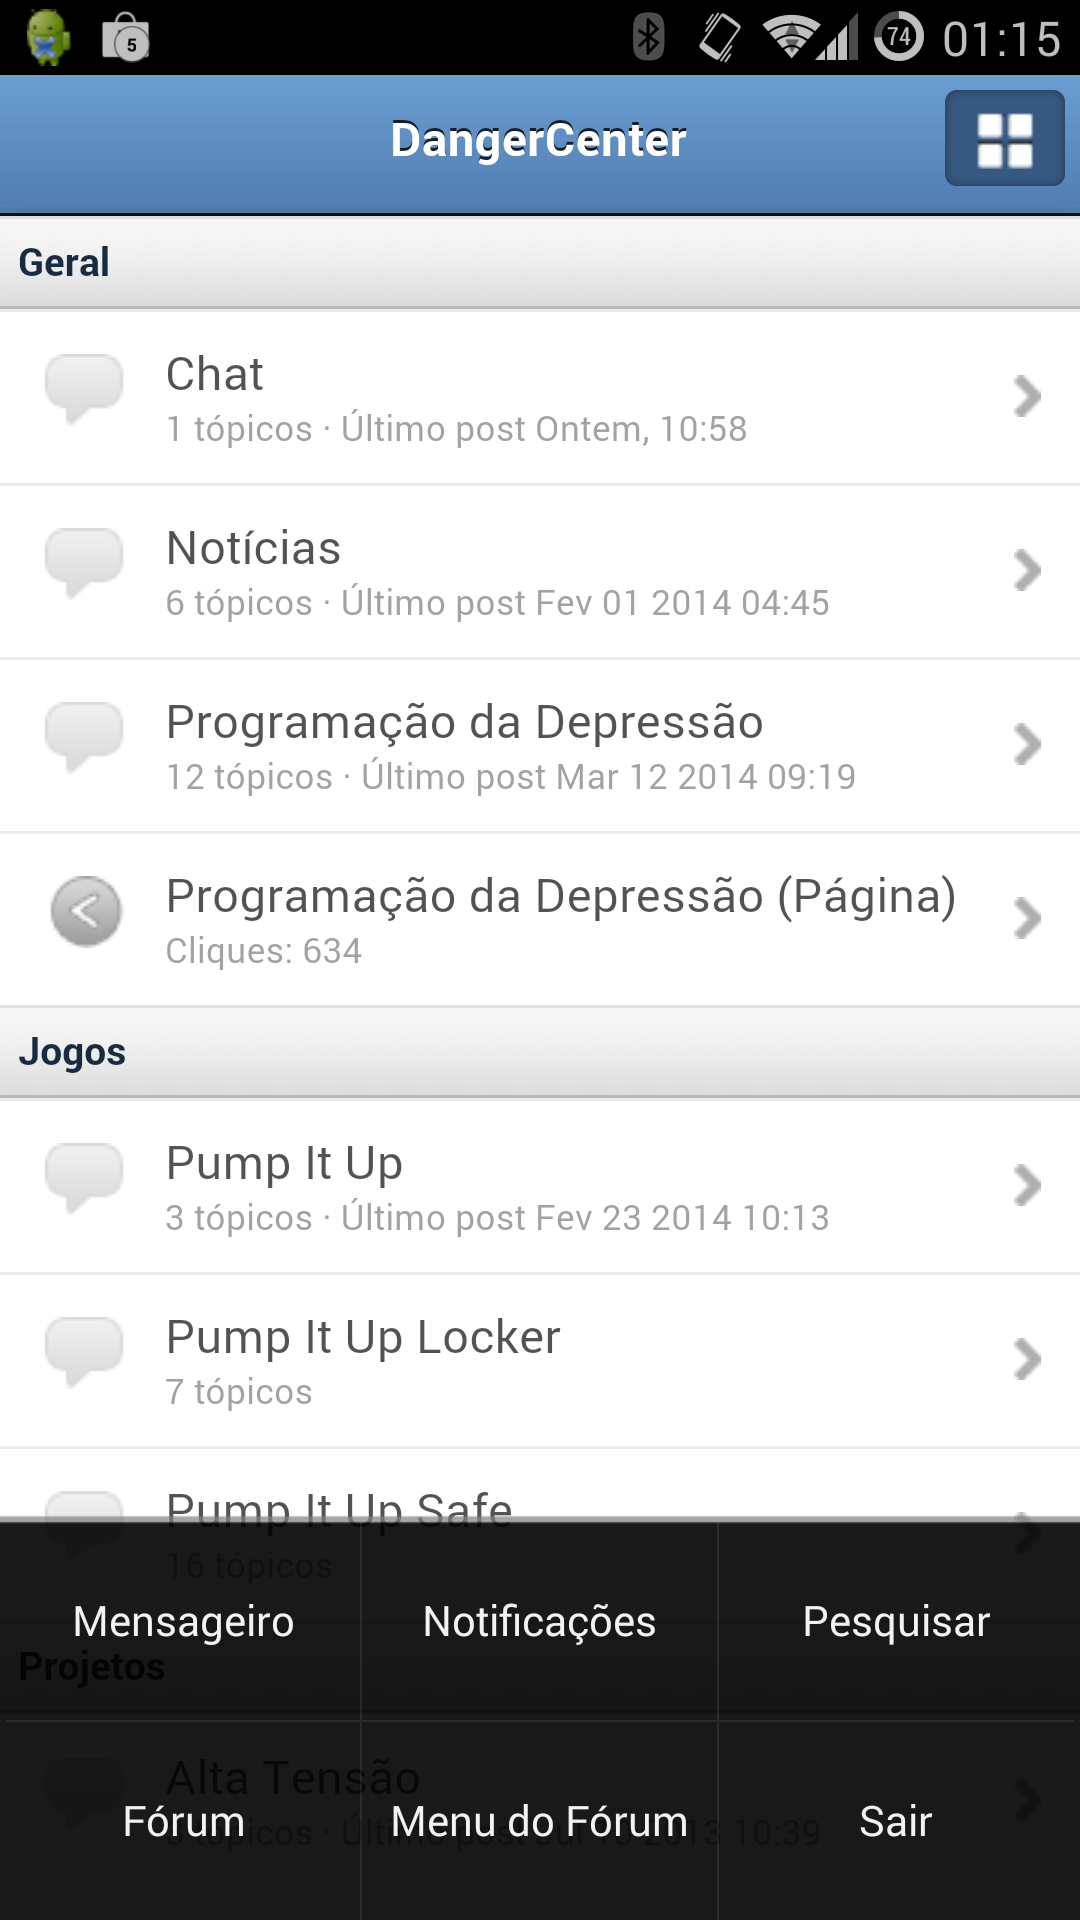 5
74
01:15
DangerCenter
Geral
Chat
1 tópicos · Último post Ontem, 10:58
Notícias
6 tópicos · Último post Fev 01 2014 04:45
Programação da Depressão
12 tópicos · Último post Mar 12 2014 09:19
Programação da Depressão (Página)
Cliques: 634
Jogos
Pump It Up
3 tópicos · Último post Fev 23 2014 10:13
Pump It Up Locker
7 tópicos
Pump It Up Safe
16 tópicos
Mensageiro Notificações Pesquisar
Projetos
Alta Tensão
Fórum Menu do Fórum Sair
tópicos · Último post 2013 10:39